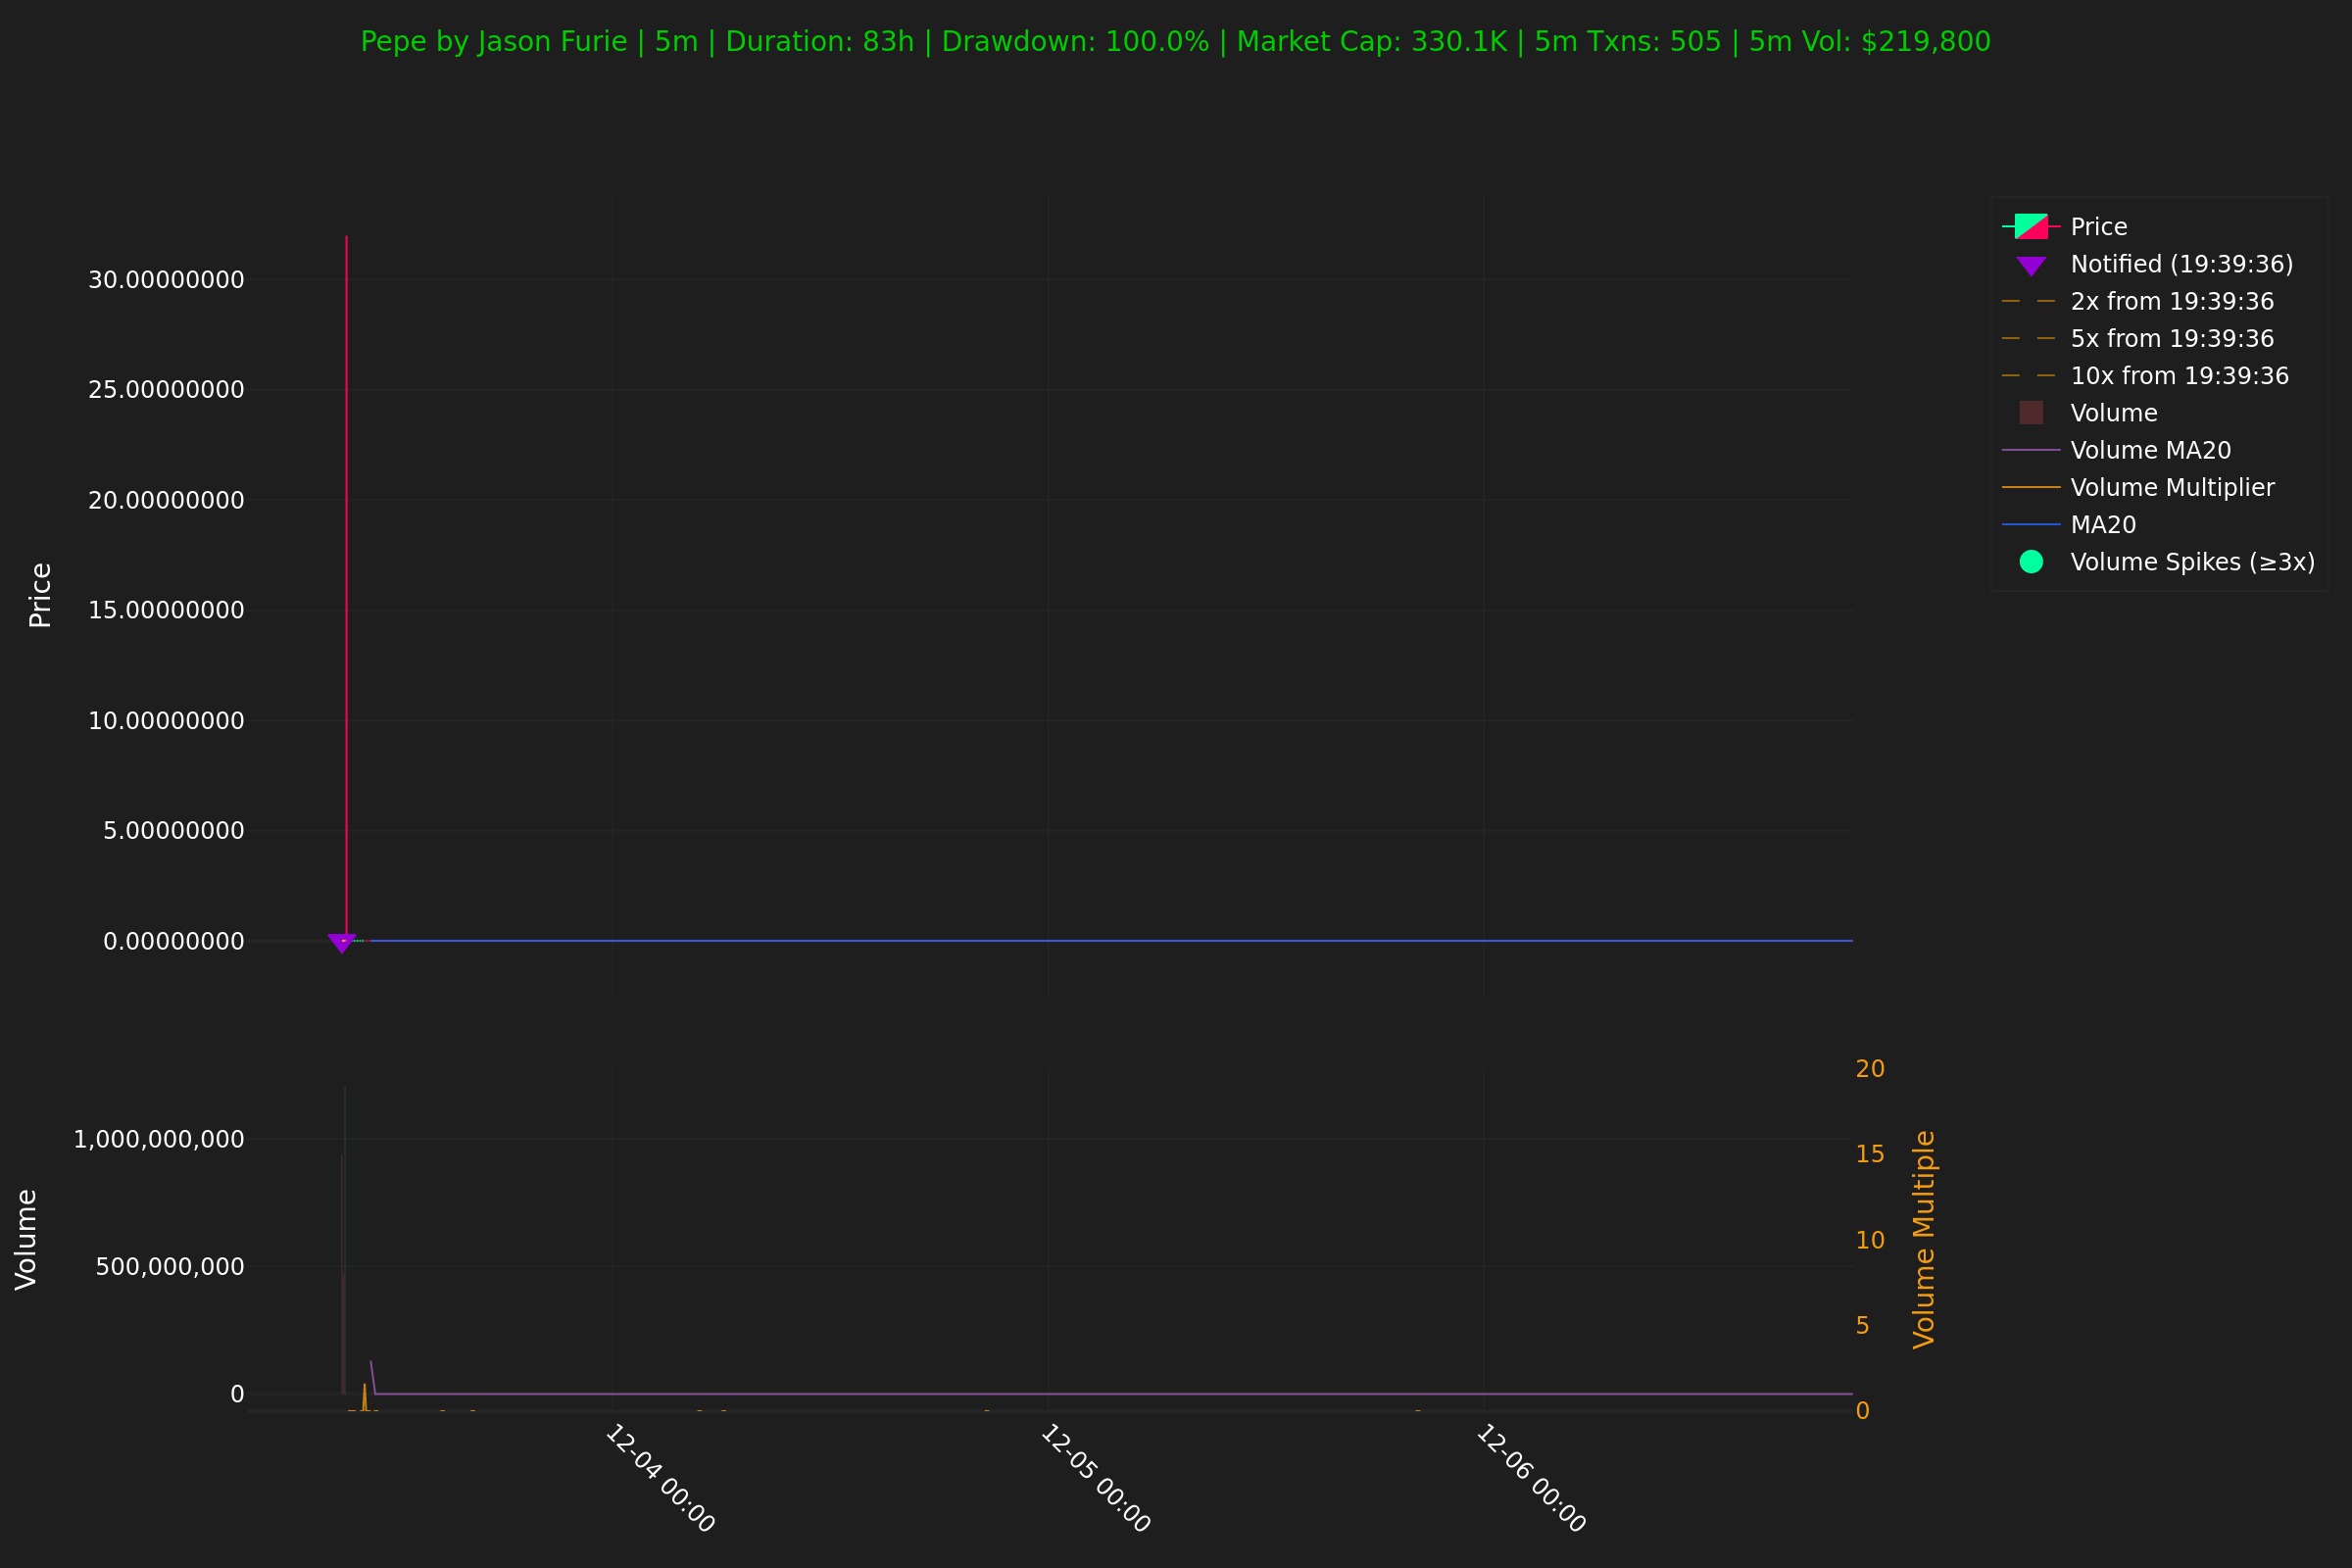 Pepe by Jason Furie | 5m | Duration: 83h | Drawdown: 100.0% | Market Cap: 330.1K | 5m Txns: 505 | 5m Vol: $219,800
Price
30.00000000
25.00000000
20.00000000
15.00000000
10.00000000
5.00000000
0.00000000
Price
Notified (19:39:36)
2x from 19:39:36
5x from 19:39:36
10x from 19:39:36
Volume
Volume MA20
Volume Multiplier
MA20
Volume Spikes (≥3x)
Volume
1,000,000,000
500,000,000
0
20
15
10
5
0
Volume Multiple
12-04 00:00
12-05 00:00
12-06 00:00